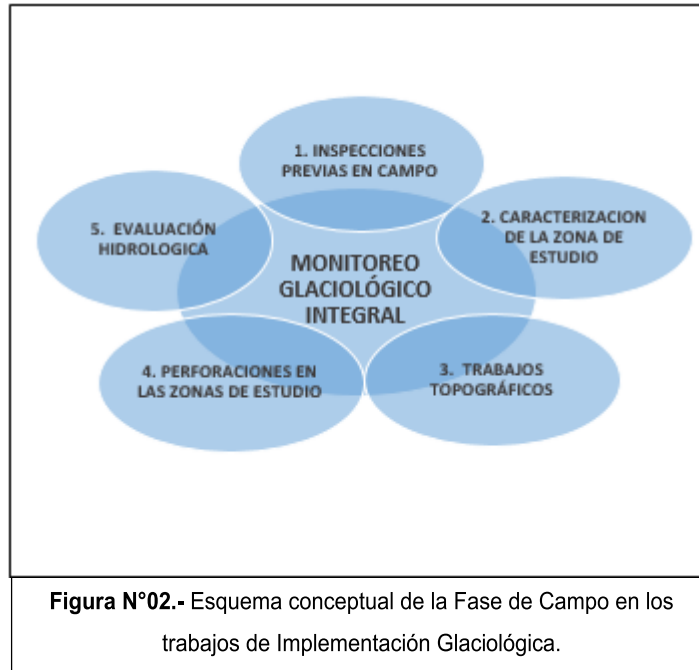 1. INSPECCIONES
PREVIAS EN CAMPO
2. CARACTERIZACION
DE LA ZONA DE
ESTUDIO
3. TRABAJOS
TOPOGRÁFICOS
4. PERFORACIONES EN
LAS ZONAS DE ESTUDIO
5. EVALUACIÓN
HIDROLOGICA
MONITOREO
GLACIOLÓGICO
INTEGRAL
Figura N°02.- Esquema conceptual de la Fase de Campo en los
trabajos de Implementación Glaciológica.